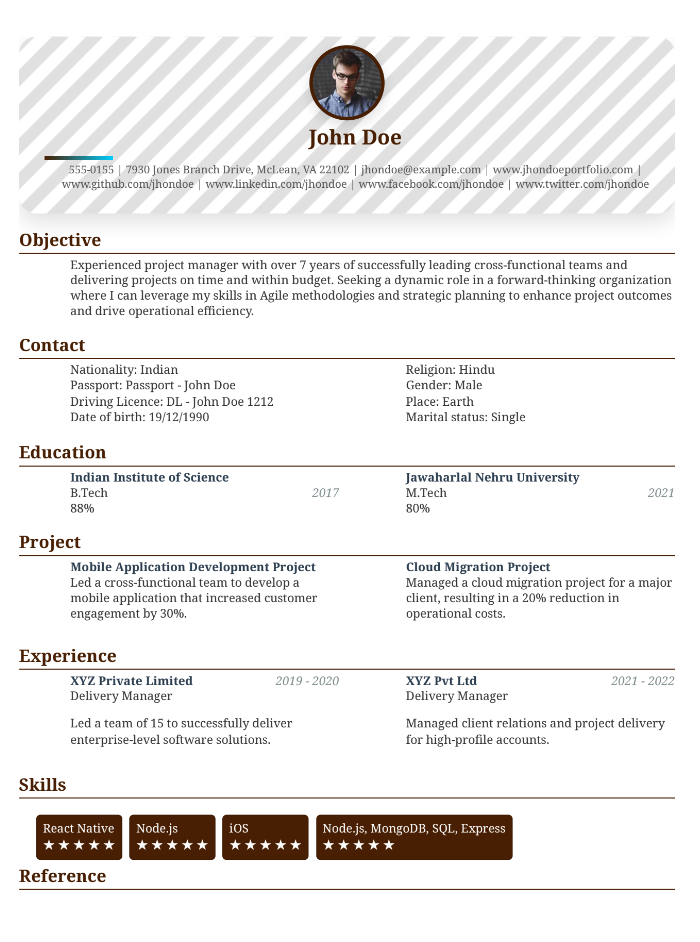 John Doe
555-0155 | 7930 Jones Branch Drive, McLean, VA 22102 | jhondoe@example.com | www.jhondoeportfolio.com |
www.github.com/jhondoe | www.linkedin.com/jhondoe | www.facebook.com/jhondoe | www.twitter.com/jhondoe
Objective
Experienced project manager with over 7 years of successfully leading cross-functional teams and
delivering projects on time and within budget. Seeking a dynamic role in a forward-thinking organization
where I can leverage my skills in Agile methodologies and strategic planning to enhance project outcomes
and drive operational efficiency.
Contact
Nationality: Indian
Passport: Passport - John Doe
Driving Licence: DL - John Doe 1212
Date of birth: 19/12/1990
Religion: Hindu
Gender: Male
Place: Earth
Marital status: Single
Education
Indian Institute of Science
B.Tech 2017
88%
Jawaharlal Nehru University
M.Tech 2021
80%
Project
Mobile Application Development Project
Led a cross-functional team to develop a
mobile application that increased customer
engagement by 30%.
Cloud Migration Project
Managed a cloud migration project for a major
client, resulting in a 20% reduction in
operational costs.
Experience
XYZ Private Limited 2019 - 2020
Delivery Manager
Led a team of 15 to successfully deliver
enterprise-level software solutions.
XYZ Pvt Ltd 2021 - 2022
Delivery Manager
Managed client relations and project delivery
for high-profile accounts.
Skills
React Native
★★★★★
Node.js
★★★★★
iOS
★★★★★
Node.js, MongoDB, SQL, Express
★★★★★
Reference